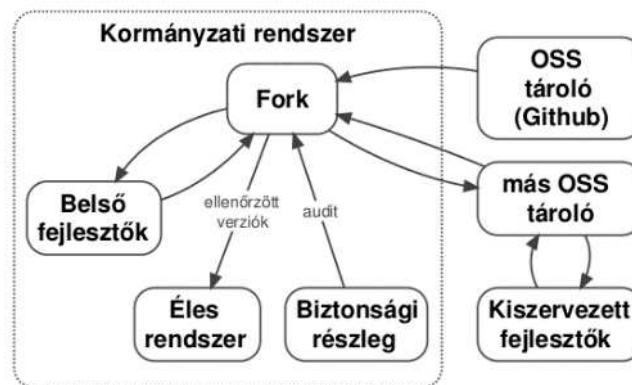 Kormányzati rendszer
Fork
OSS
tároló
(Github)
Belső
fejlesztők
ellenőrzött
verziók
audit
más OSS
tároló
Éles
rendszer
Biztonsági
részleg
Kiszervezett
fejlesztők